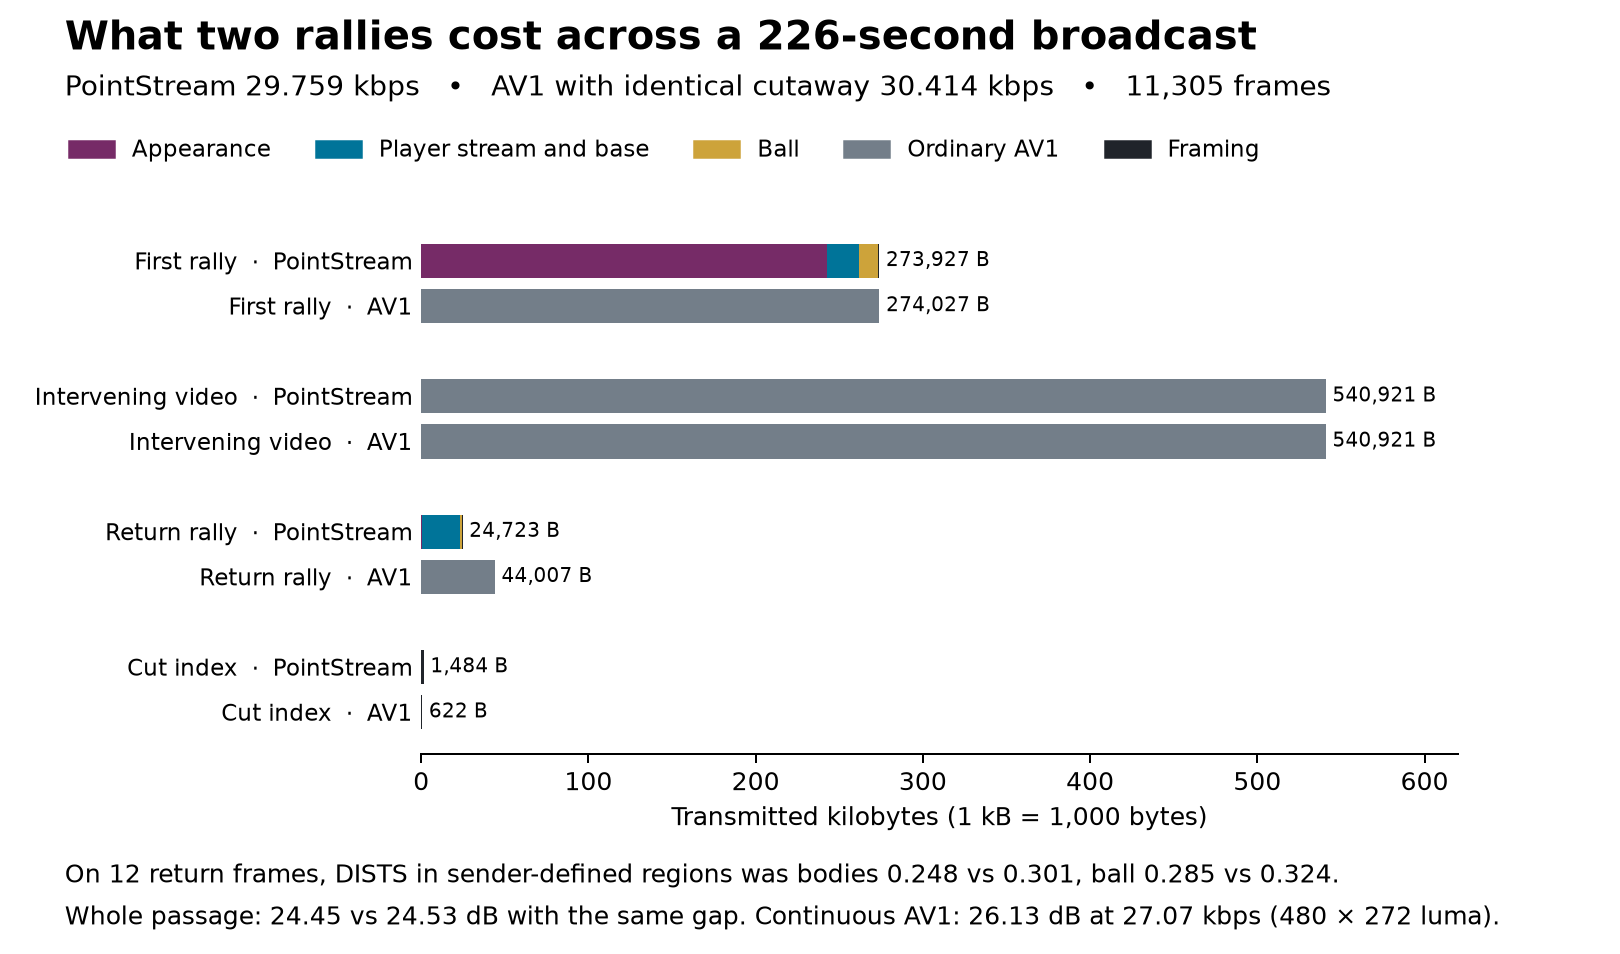 What two rallies cost across a 226-second broadcast
PointStream 29.759 kbps • AV1 with identical cutaway 30.414 kbps • 11,305 frames
Appearance Player stream and base Ball Ordinary AV1 Framing
First rally · PointStream 273,927 B
First rally · AV1 274,027 B
Intervening video · PointStream 540,921 B
Intervening video · AV1 540,921 B
Return rally · PointStream 24,723 B
Return rally · AV1 44,007 B
Cut index · PointStream 1,484 B
Cut index · AV1 622 B
0 100 200 300 400 500 600
Transmitted kilobytes (1 kB = 1,000 bytes)
On 12 return frames, DISTS in sender-defined regions was bodies 0.248 vs 0.301, ball 0.285 vs 0.324.
Whole passage: 24.45 vs 24.53 dB with the same gap. Continuous AV1: 26.13 dB at 27.07 kbps (480 × 272 luma).